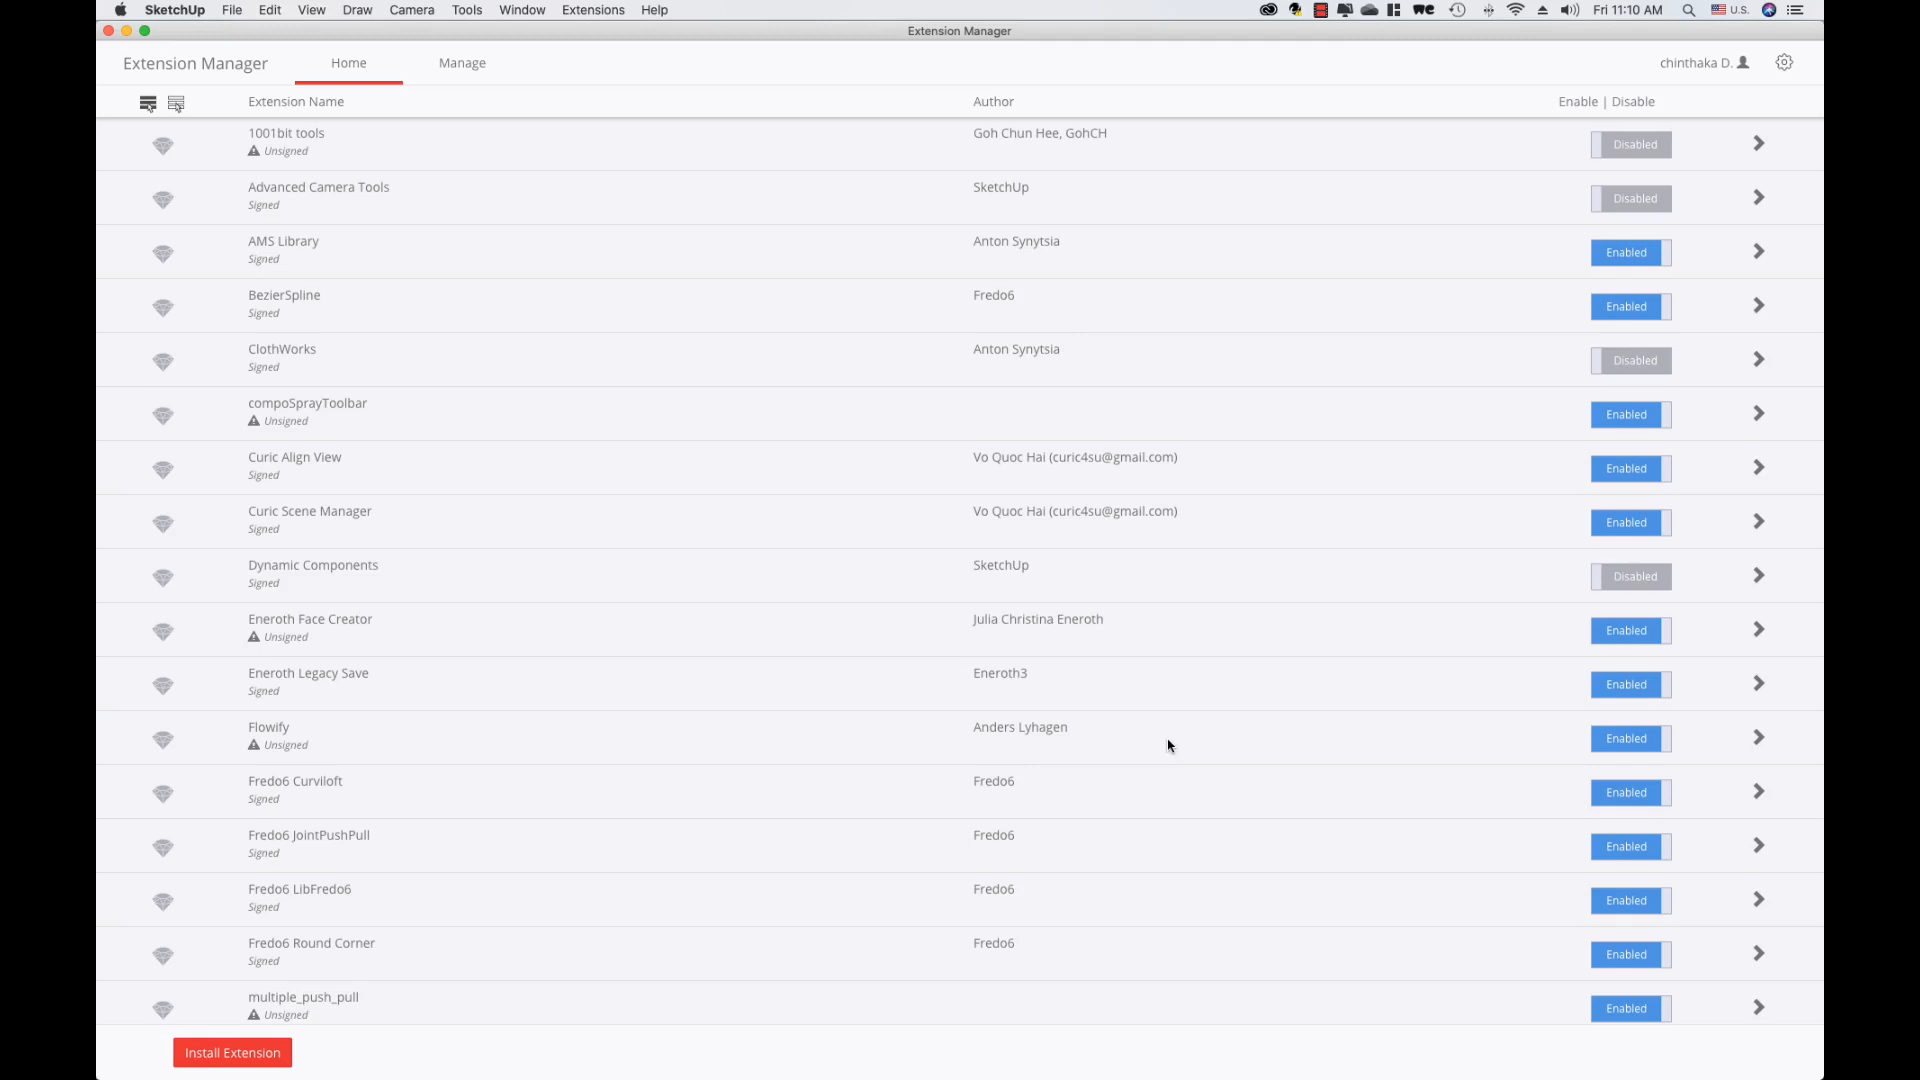 SketchUp File Edit View Draw Camera Tools Window Extensions Help Fri 11:10 AM U.S.
Extension Manager
Extension Manager Home Manage chinthaka D.
Extension Name Author Enable | Disable
1001bit tools Goh Chun Hee, GohCH Disabled
Unsigned
Advanced Camera Tools SketchUp Disabled
Signed
AMS Library Anton Synytsia Enabled
Signed
BezierSpline Fredo6 Enabled
Signed
ClothWorks Anton Synytsia Disabled
Signed
compoSprayToolbar Enabled
Unsigned
Curic Align View Vo Quoc Hai (curic4su@gmail.com) Enabled
Signed
Curic Scene Manager Vo Quoc Hai (curic4su@gmail.com) Enabled
Signed
Dynamic Components SketchUp Disabled
Signed
Eneroth Face Creator Julia Christina Eneroth Enabled
Unsigned
Eneroth Legacy Save Eneroth3 Enabled
Signed
Flowify Anders Lyhagen Enabled
Unsigned
Fredo6 Curviloft Fredo6 Enabled
Signed
Fredo6 JointPushPull Fredo6 Enabled
Signed
Fredo6 LibFredo6 Fredo6 Enabled
Signed
Fredo6 Round Corner Fredo6 Enabled
Signed
multiple_push_pull Enabled
Unsigned
Install Extension